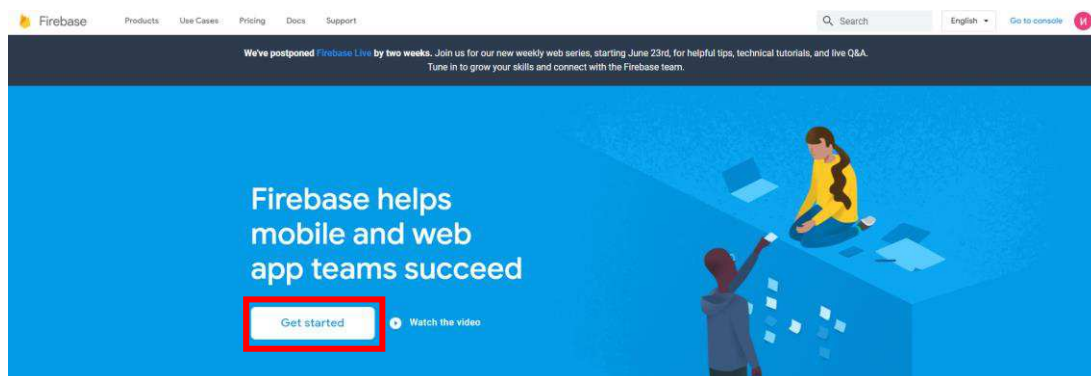 Firebase Products Use Cases Pricing Docs Support Search English Go to console И
We've postponed Firebase Live by two weeks. Join us for our new weekly web series, starting June 23rd, for helpful tips, technical tutorials, and live Q&A.
Tune in to grow your skills and connect with the Firebase team.
Firebase helps
mobile and web
app teams succeed
Get started Watch the video